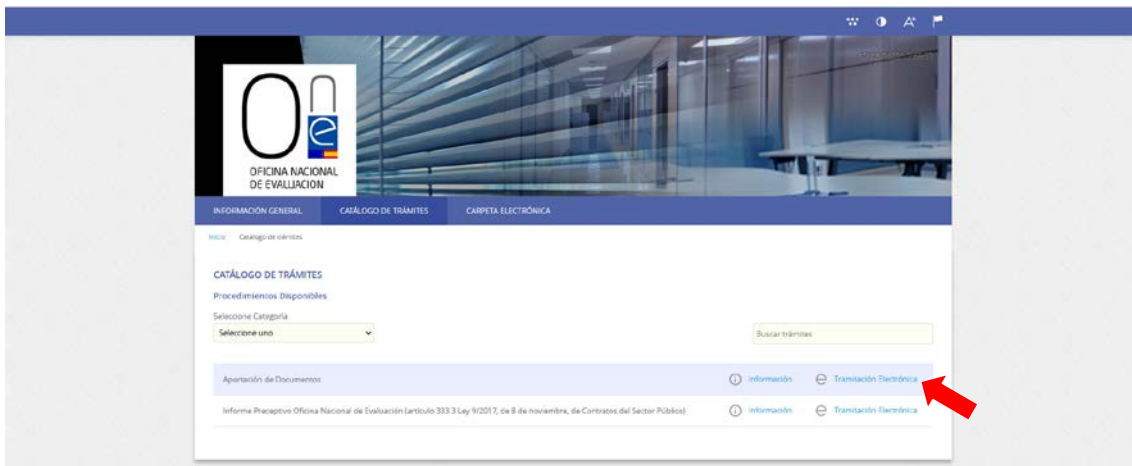 OFICINA NACIONAL
DE EVALUACION
INFORMACIÓN GENERAL CATÁLOGO DE TRÁMITES CARPETA ELECTRÓNICA
Inicio Catálogo de trámites
CATÁLOGO DE TRÁMITES
Procedimientos Disponibles
Seleccione Categoría
Seleccione uno Buscar trámites
Aportación de Documentos Información Tramitación Electrónica
Informe Preceptivo Oficina Nacional de Evaluación (artículo 333.3 Ley 9/2017, de 8 de noviembre, de Contratos del Sector Público) Información Tramitación Electrónica